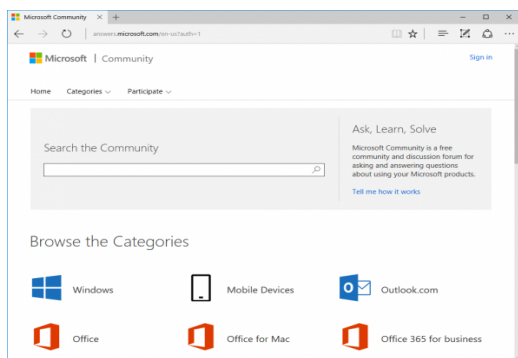 Microsoft Community
answers.microsoft.com/en-us?auth=1
Microsoft | Community
Sign in
Home Categories Participate
Search the Community
Ask, Learn, Solve
Microsoft Community is a free
community and discussion forum for
asking and answering questions
about using your Microsoft products.
Tell me how it works
Browse the Categories
Windows
Mobile Devices
Outlook.com
Office
Office for Mac
Office 365 for business